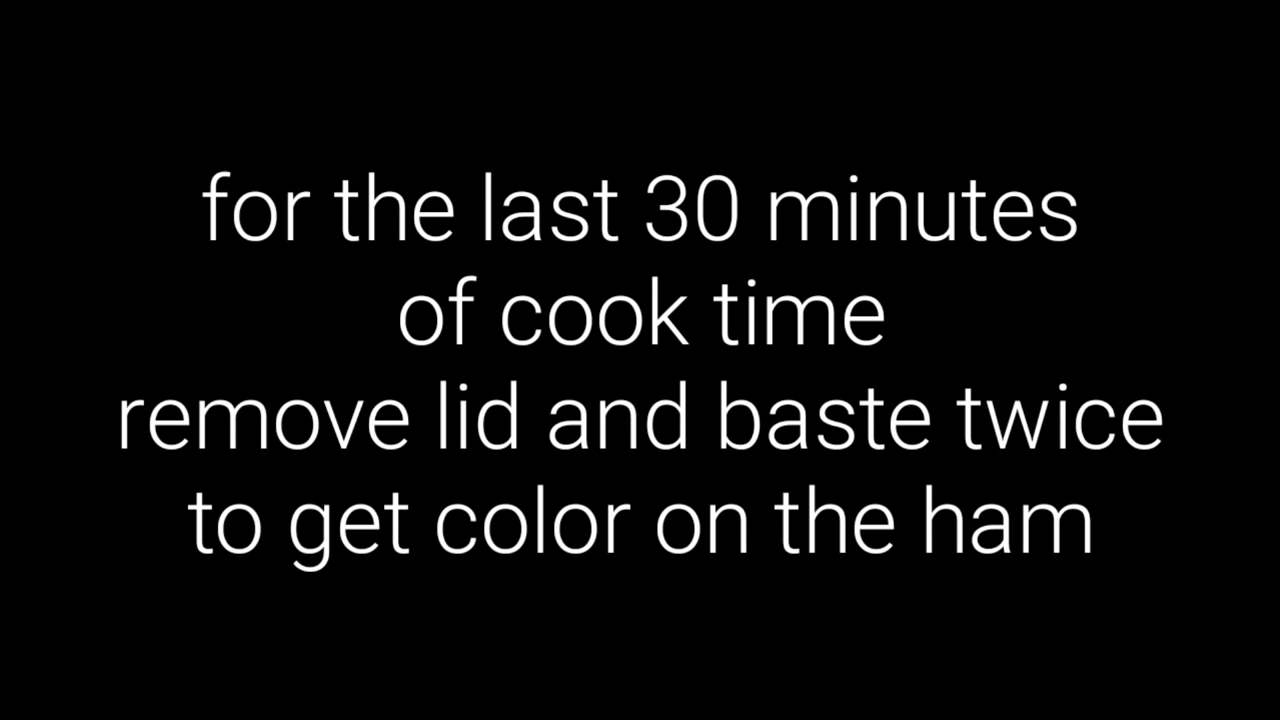 for the last 30 minutes
of cook time
remove lid and baste twice
to get color on the ham